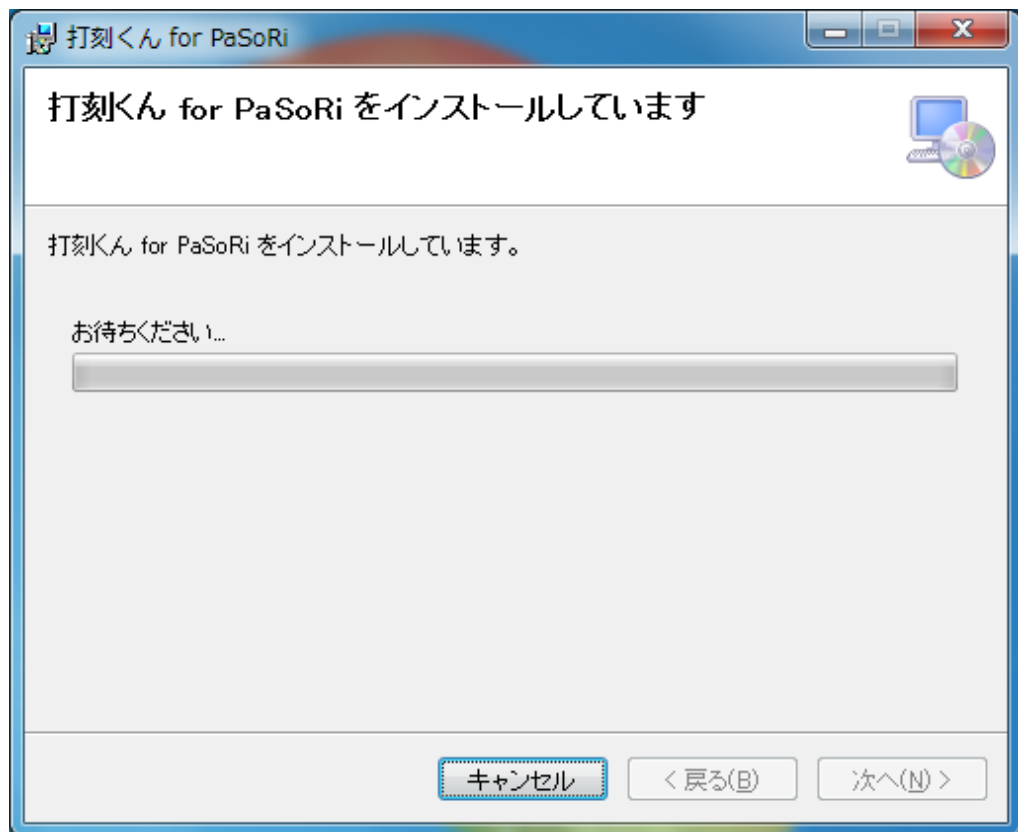 打刻くん for PaSoRi
打刻くん for PaSoRi をインストールしています
打刻くん for PaSoRi をインストールしています。
お待ちください...
キャンセル
< 戻る(B)
次へ(N) >